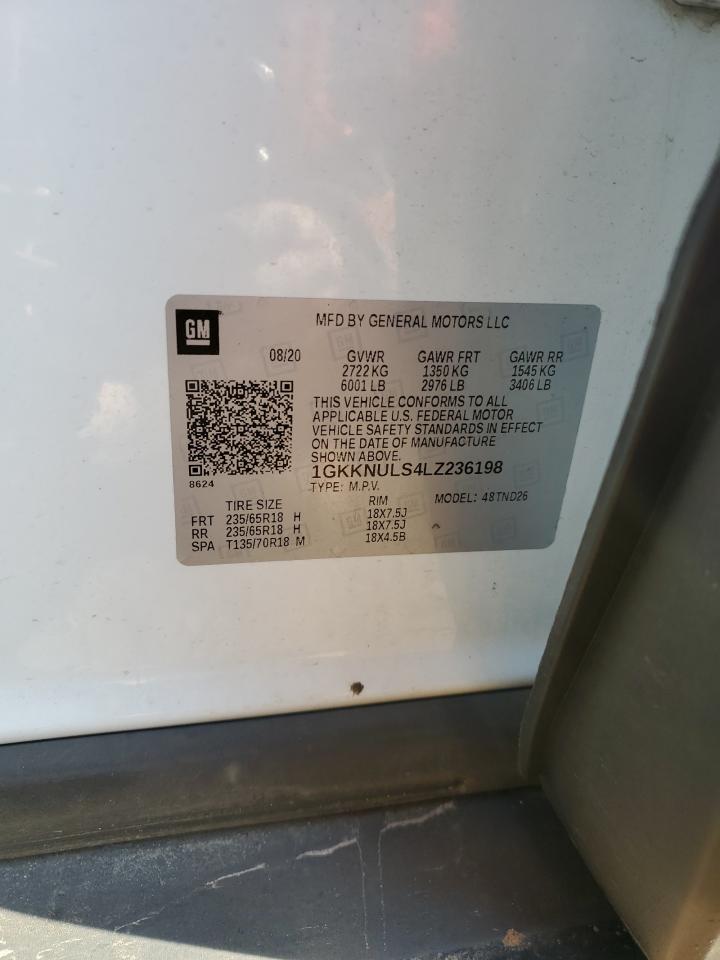 GM
MFD BY GENERAL MOTORS LLC
08/20 GVWR GAWR FRT GAWR RR
2722 KG 1350 KG 1545 KG
6001 LB 2976 LB 3406 LB
THIS VEHICLE CONFORMS TO ALL
APPLICABLE U.S. FEDERAL MOTOR
VEHICLE SAFETY STANDARDS IN EFFECT
ON THE DATE OF MANUFACTURE
SHOWN ABOVE.
8624
1GKKNULS4LZ236198
TYPE: M.P.V. MODEL: 48TND26
TIRE SIZE RIM
FRT 235/65R18 H 18X7.5J
RR 235/65R18 H 18X7.5J
SPA T135/70R18 M 18X4.5B